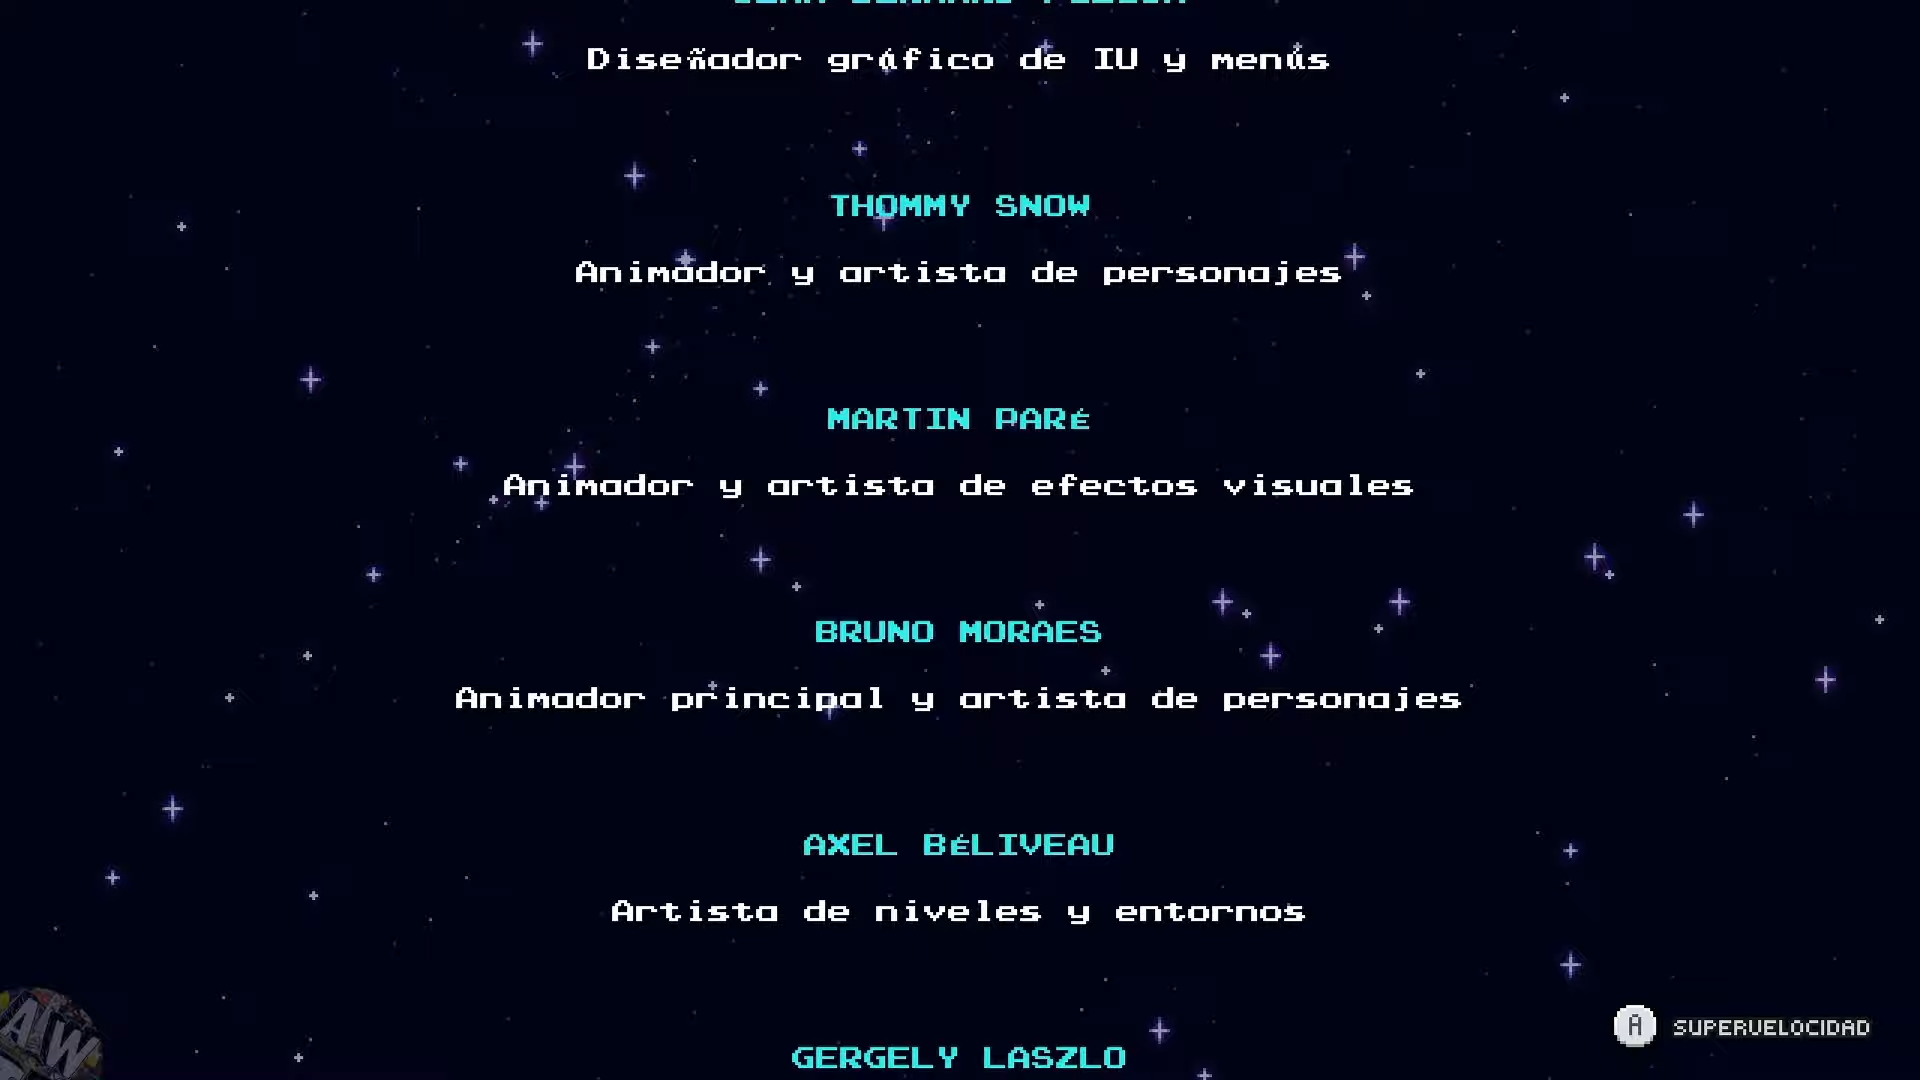 Diseñador gráfico de IU y menús
THOMMY SNOW
Animador y artista de personajes
MARTIN PARÉ
Animador y artista de efectos visuales
BRUNO MORAES
Animador principal y artista de personajes
AXEL BÉLIVEAU
Artista de niveles y entornos
GERGELY LASZLO
A SUPERVELOCIDAD
AW